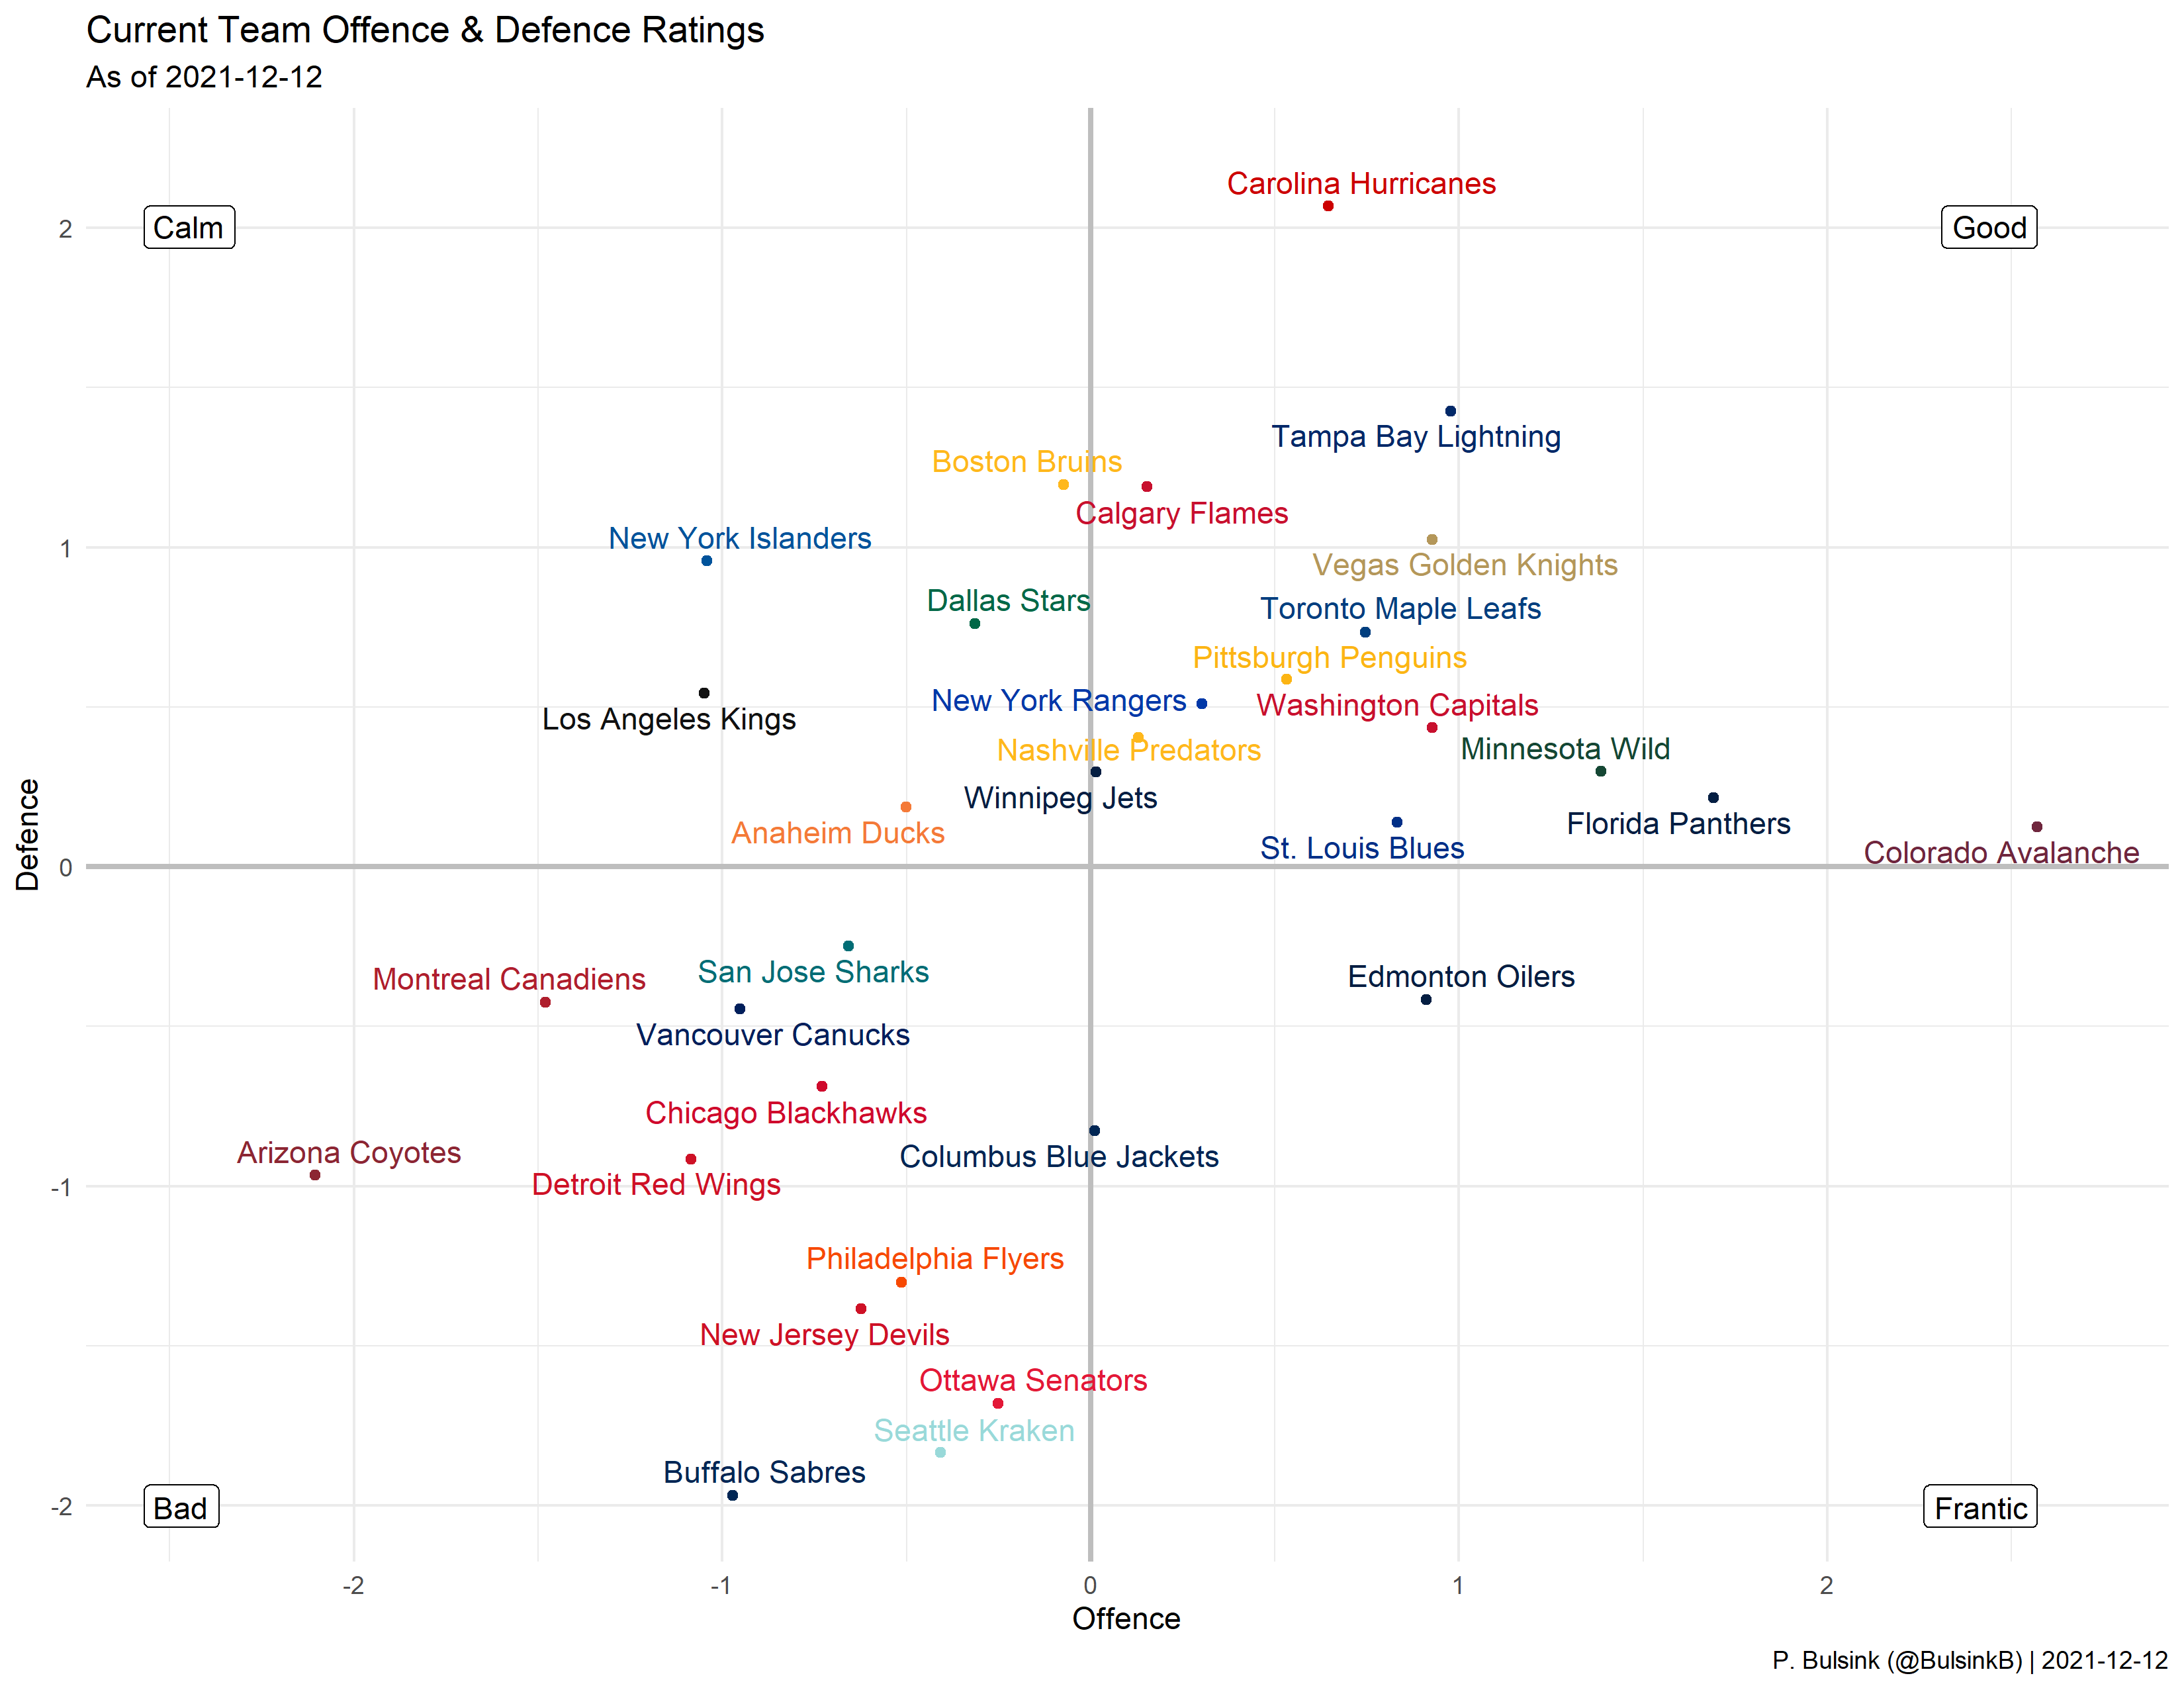 Current Team Offence & Defence Ratings
As of 2021-12-12
Carolina Hurricanes
Calm
Good
2
Tampa Bay Lightning
Boston Bruins
Calgary Flames
New York Islanders
1
Vegas Golden Knights
Dallas Stars
Toronto Maple Leafs
Pittsburgh Penguins
New York Rangers
Washington Capitals
Los Angeles Kings
Nashville Predators
Minnesota Wild
Winnipeg Jets
Florida Panthers
Anaheim Ducks
St. Louis Blues
Colorado Avalanche
Defence
0
San Jose Sharks
Montreal Canadiens
Edmonton Oilers
Vancouver Canucks
Chicago Blackhawks
Arizona Coyotes
Columbus Blue Jackets
Detroit Red Wings
-1
Philadelphia Flyers
New Jersey Devils
Ottawa Senators
Seattle Kraken
Buffalo Sabres
Bad
Frantic
-2
-2 -1 0 1 2
Offence
P. Bulsink (@BulsinkB) | 2021-12-12